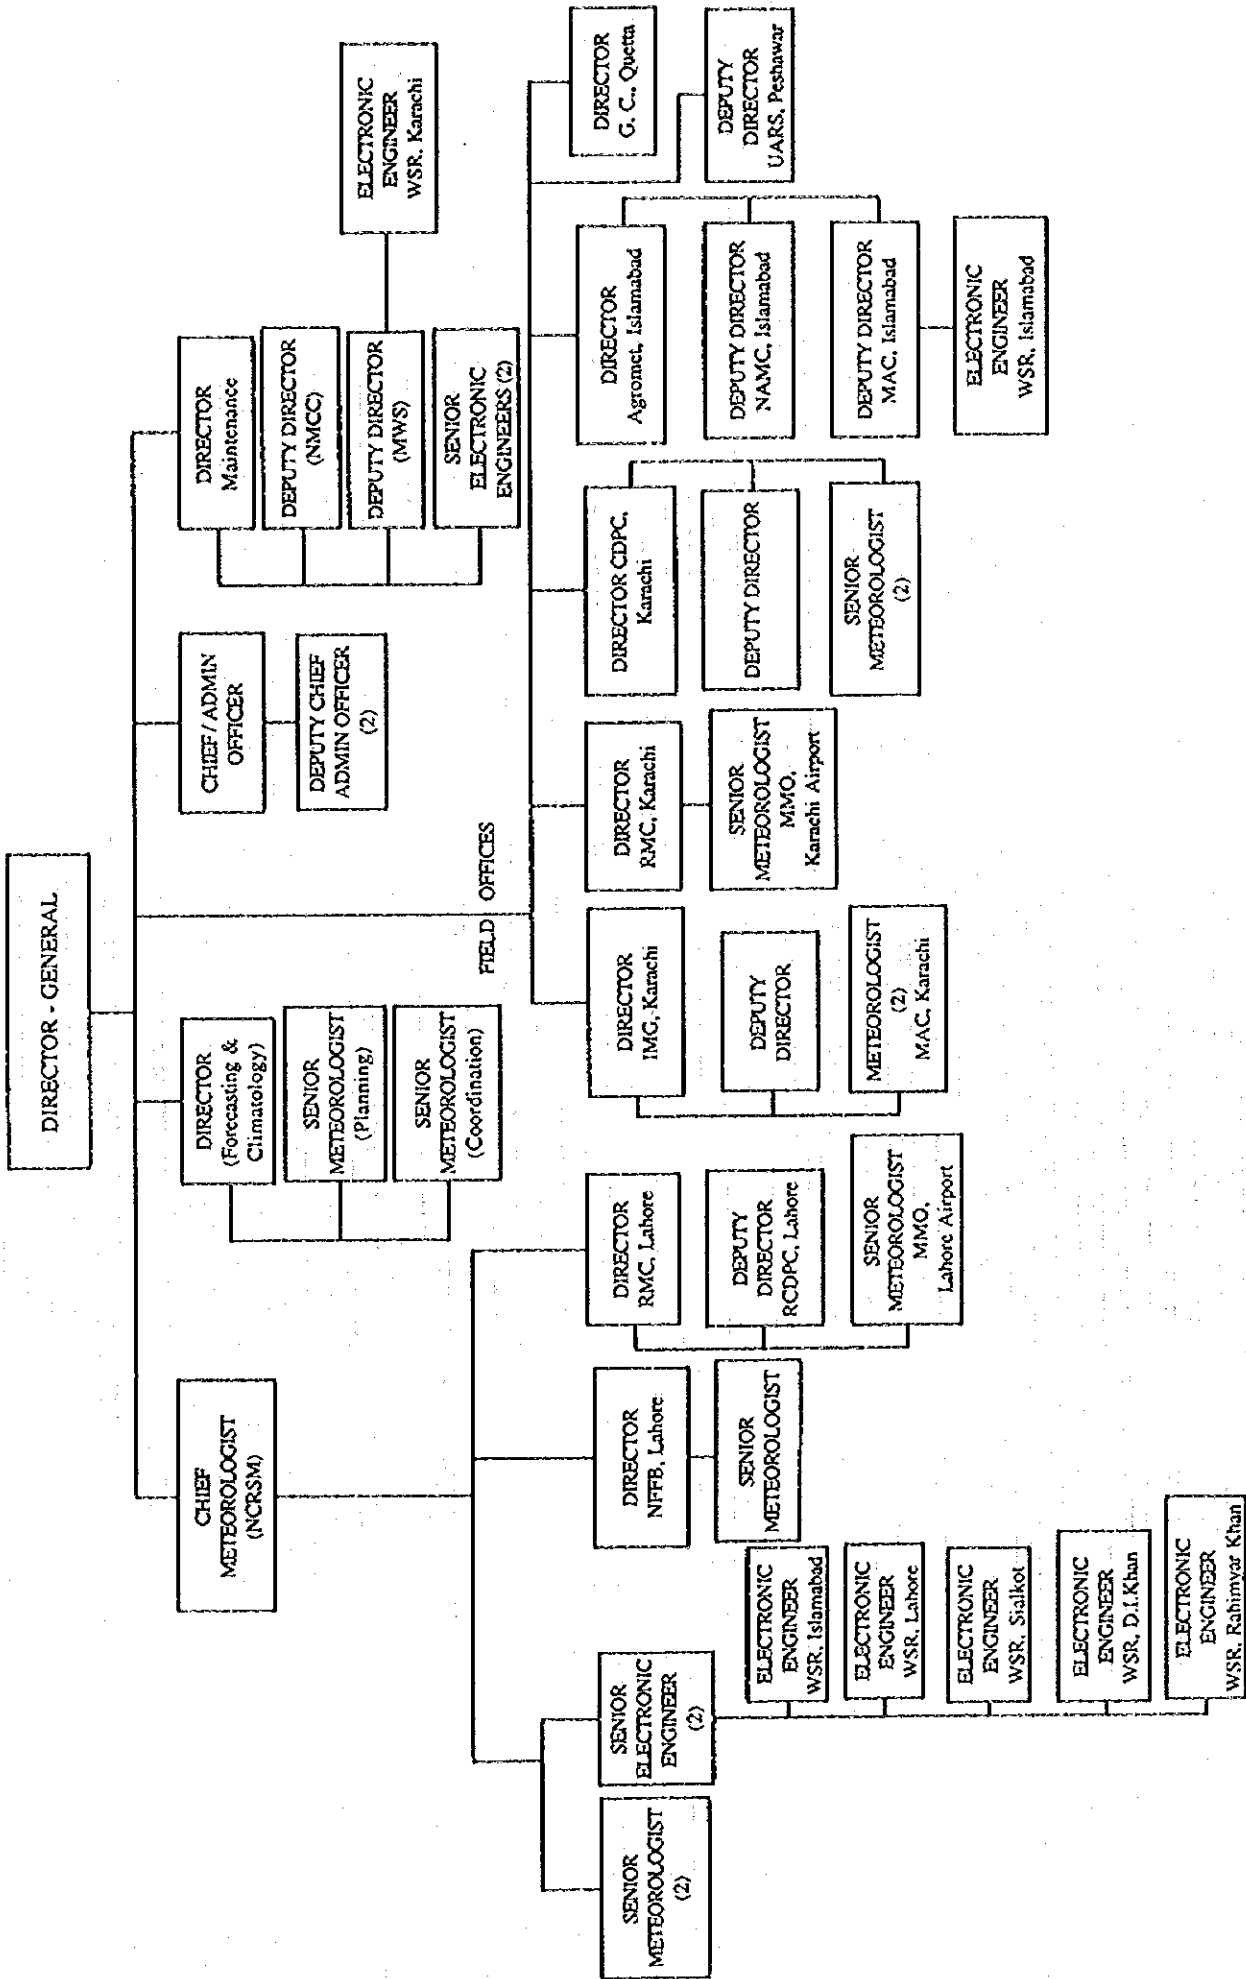 DIRECTOR - GENERAL
CHIEF
METEOROLOGIST
(NCRSM)
DIRECTOR
(Forecasting &
Climatology)
SENIOR
METEOROLOGIST
(Planning)
SENIOR
METEOROLOGIST
(Coordination)
CHIEF / ADMIN
OFFICER
DEPUTY CHIEF
ADMIN OFFICER
(2)
DIRECTOR
Maintenance
DEPUTY DIRECTOR
(NMCC)
DEPUTY DIRECTOR
(MWS)
SENIOR
ELECTRONIC
ENGINEERS (2)
ELECTRONIC
ENGINEER
WSR, Karachi
FIELD OFFICES
SENIOR
METEOROLOGIST
(2)
SENIOR
ELECTRONIC
ENGINEER
(2)
ELECTRONIC
ENGINEER
WSR, Islamabad
ELECTRONIC
ENGINEER
WSR, Lahore
ELECTRONIC
ENGINEER
WSR, Sialkot
ELECTRONIC
ENGINEER
WSR, D.I.Khan
ELECTRONIC
ENGINEER
WSR, Rahimyar Khan
DIRECTOR
NFFB, Lahore
SENIOR
METEOROLOGIST
DIRECTOR
RMC, Lahore
DEPUTY
DIRECTOR
RCDPC, Lahore
SENIOR
METEOROLOGIST
MMO,
Lahore Airport
DIRECTOR
IMG, Karachi
DEPUTY
DIRECTOR
METEOROLOGIST
(2)
MAC, Karachi
DIRECTOR
RMC, Karachi
SENIOR
METEOROLOGIST
MMO,
Karachi Airport
DIRECTOR CDPC,
Karachi
DEPUTY DIRECTOR
SENIOR
METEOROLOGIST
(2)
DIRECTOR
Agromet, Islamabad
DEPUTY DIRECTOR
NAMC, Islamabad
DEPUTY DIRECTOR
MAC, Islamabad
ELECTRONIC
ENGINEER
WSR, Islamabad
DIRECTOR
G. C., Quetta
DEPUTY
DIRECTOR
UARS, Peshawar